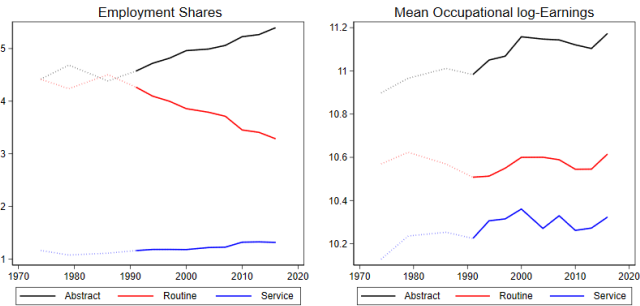 Employment Shares
5
4
3
2
1
1970 1980 1990 2000 2010 2020
Abstract Routine Service
Mean Occupational log-Earnings
11.2
11
10.8
10.6
10.4
10.2
1970 1980 1990 2000 2010 2020
Abstract Routine Service